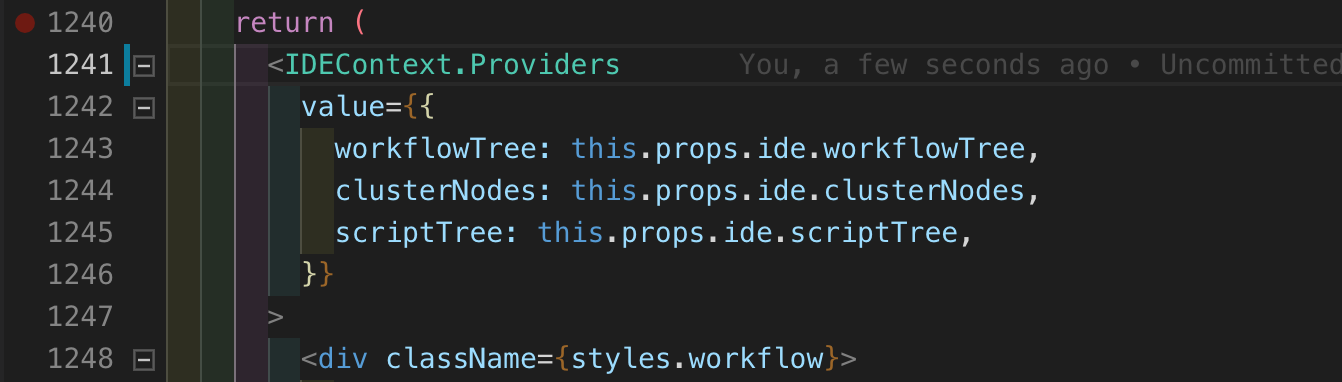 1240 return (
1241 <IDEContext.Providers You, a few seconds ago • Uncommitted
1242 value={{
1243 workflowTree: this.props.ide.workflowTree,
1244 clusterNodes: this.props.ide.clusterNodes,
1245 scriptTree: this.props.ide.scriptTree,
1246 }}
1247 >
1248 <div className={styles.workflow}>